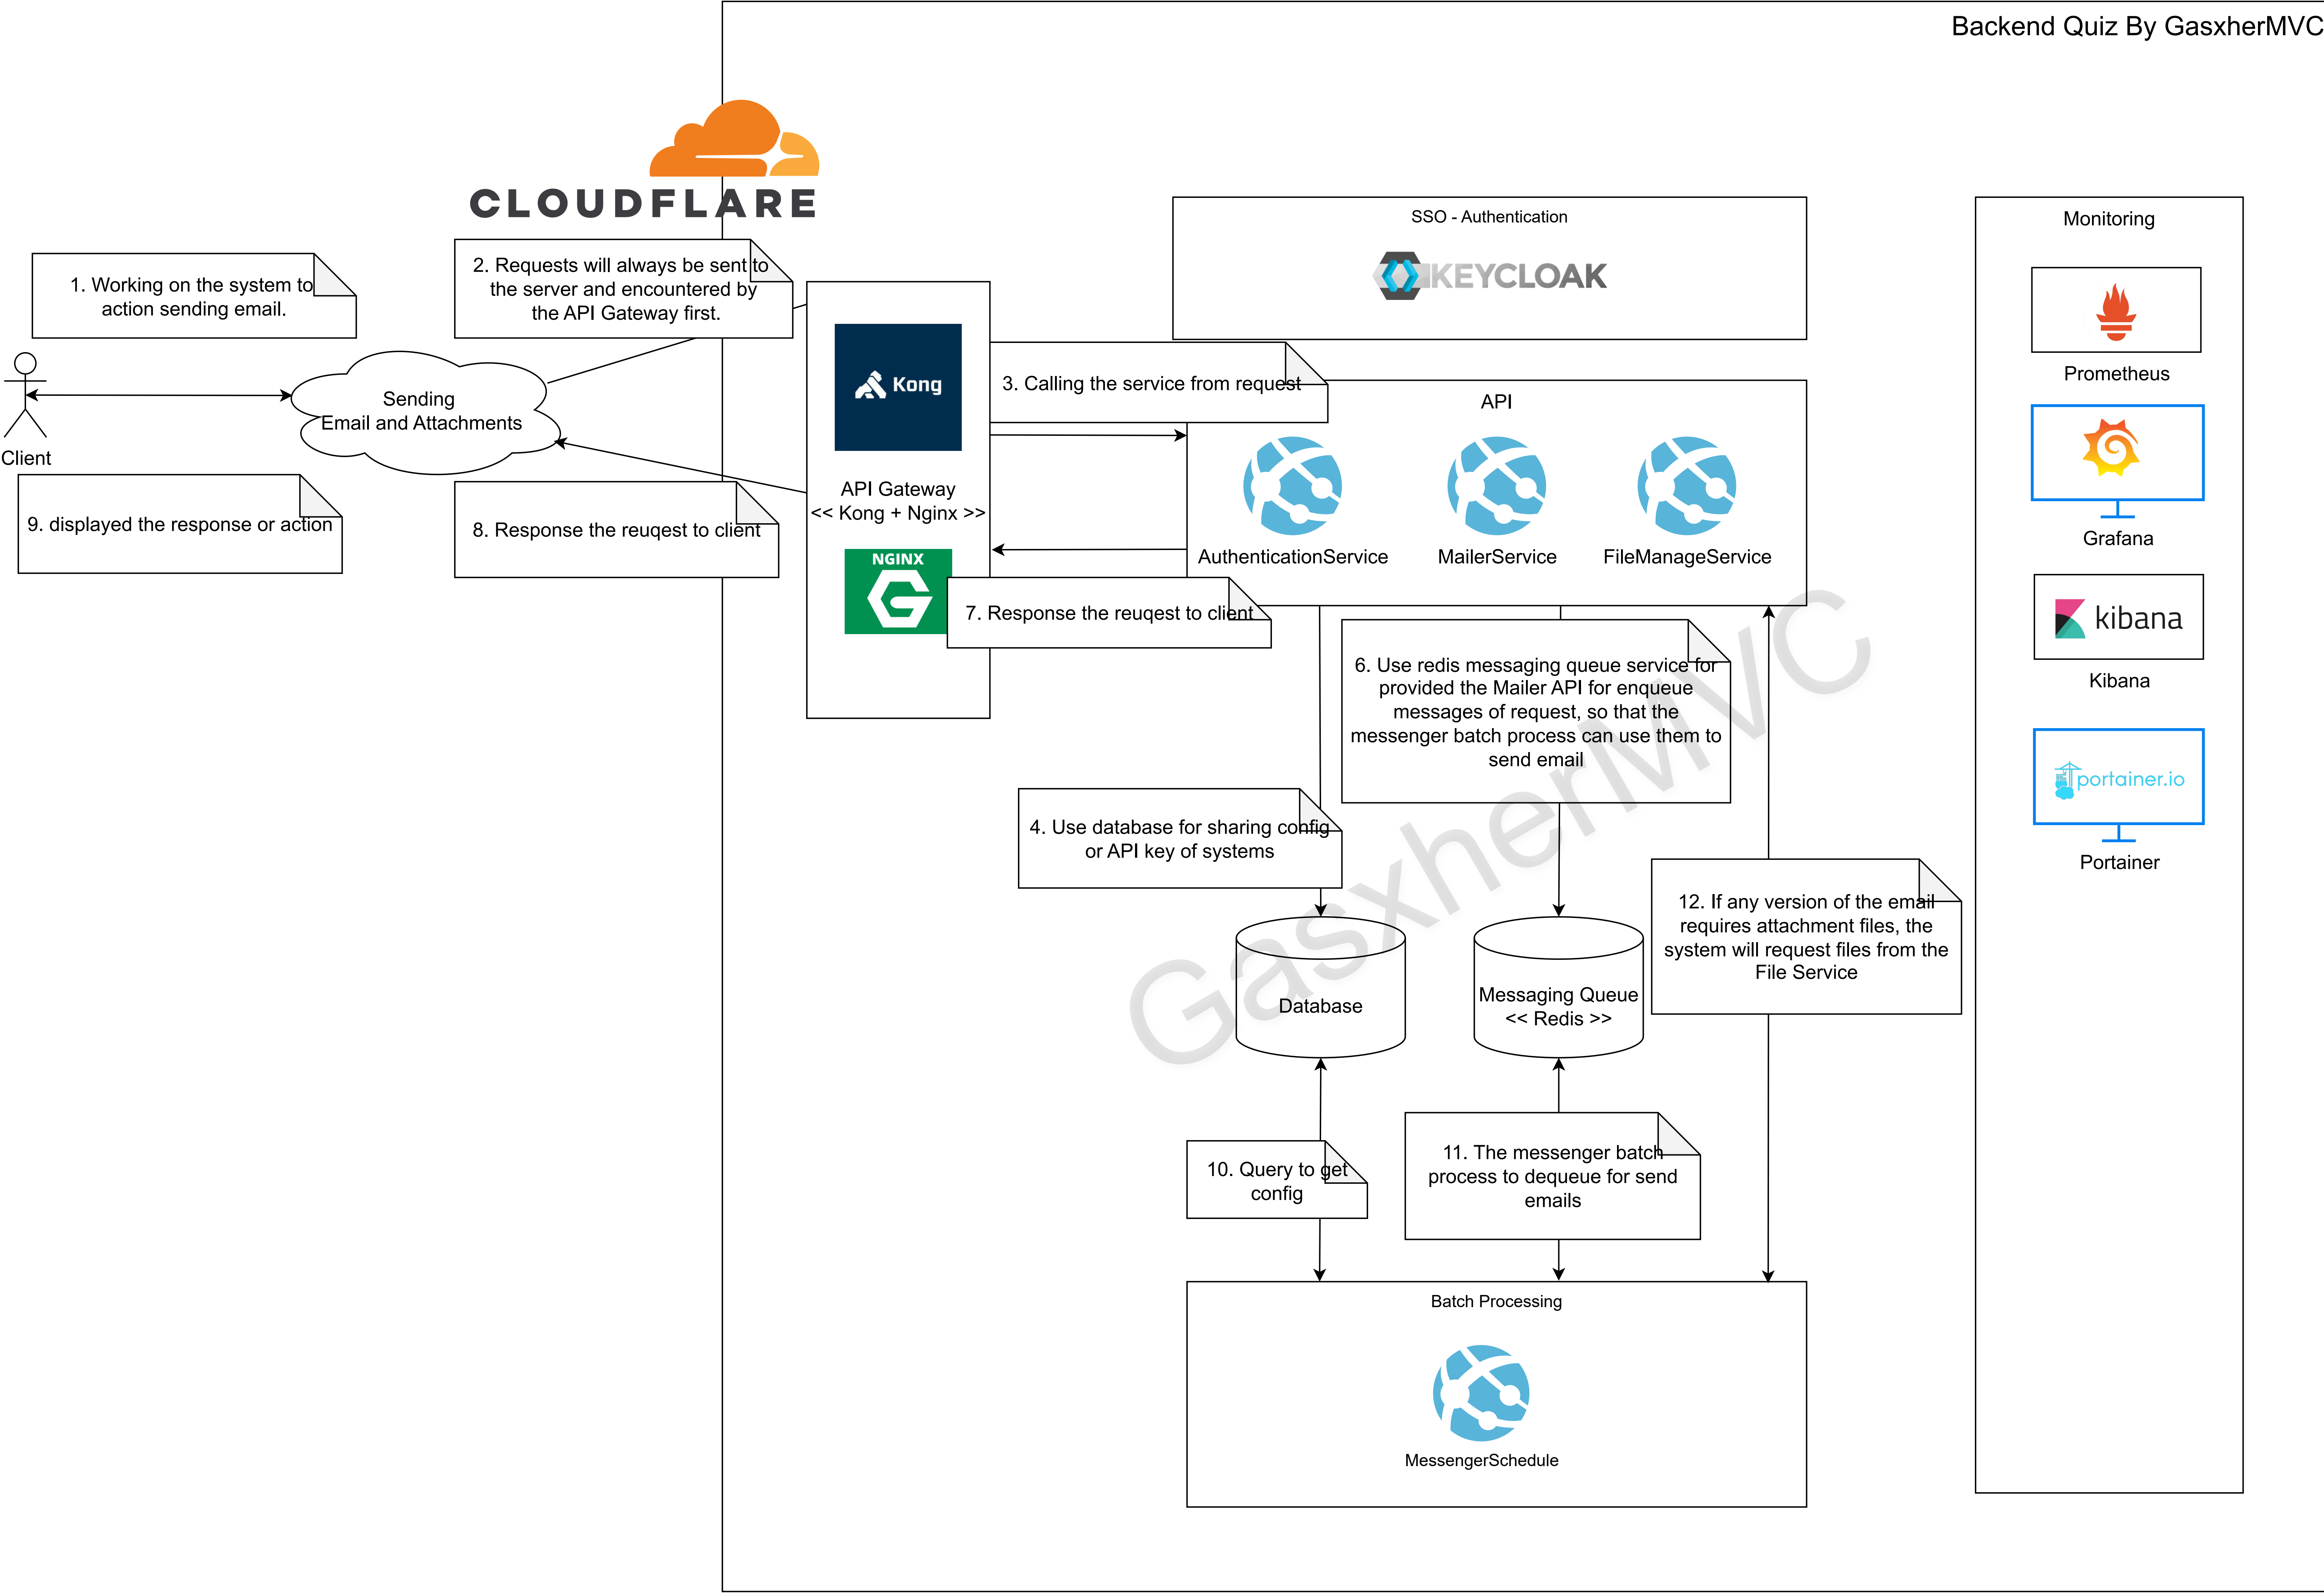 Backend Quiz By GasxherMVC
CLOUDFLARE
1. Working on the system to
action sending email.
2. Requests will always be sent to
the server and encountered by
the API Gateway first.
Client
Sending
Email and Attachments
9. displayed the response or action
8. Response the reuqest to client
Kong
API Gateway
<< Kong + Nginx >>
NGINX
3. Calling the service from request
7. Response the reuqest to client
SSO - Authentication
KEYCLOAK
API
AuthenticationService
MailerService
FileManageService
4. Use database for sharing config
or API key of systems
6. Use redis messaging queue service for
provided the Mailer API for enqueue
messages of request, so that the
messenger batch process can use them to
send email
12. If any version of the email
requires attachment files, the
system will request files from the
File Service
Database
Messaging Queue
<< Redis >>
10. Query to get
config
11. The messenger batch
process to dequeue for send
emails
Batch Processing
MessengerSchedule
Monitoring
Prometheus
Grafana
kibana
Kibana
portainer.io
Portainer
GasxherMVC